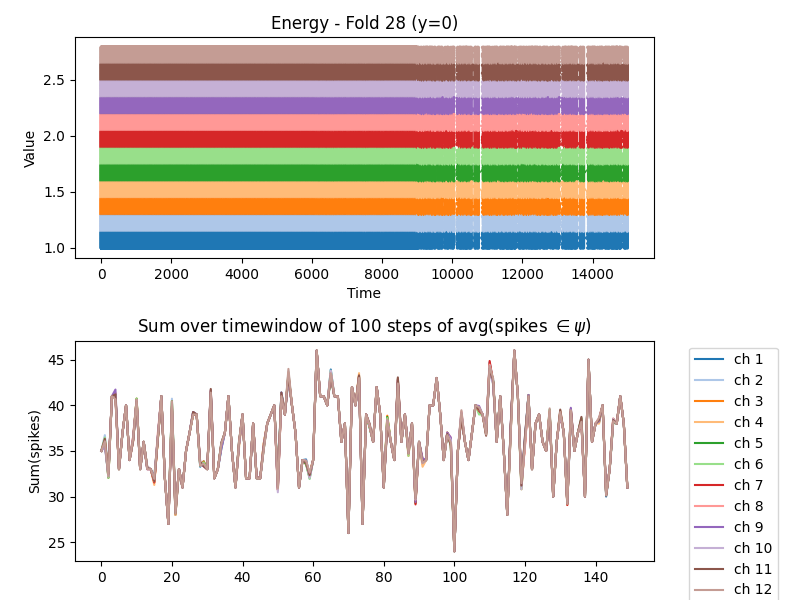 Energy - Fold 28 (y=0)
Value
2.5
2.0
1.5
1.0
0 2000 4000 6000 8000 10000 12000 14000
Time
Sum over timewindow of 100 steps of avg(spikes ∈ψ)
Sum(spikes)
45
40
35
30
25
0 20 40 60 80 100 120 140
ch 1
ch 2
ch 3
ch 4
ch 5
ch 6
ch 7
ch 8
ch 9
ch 10
ch 11
ch 12